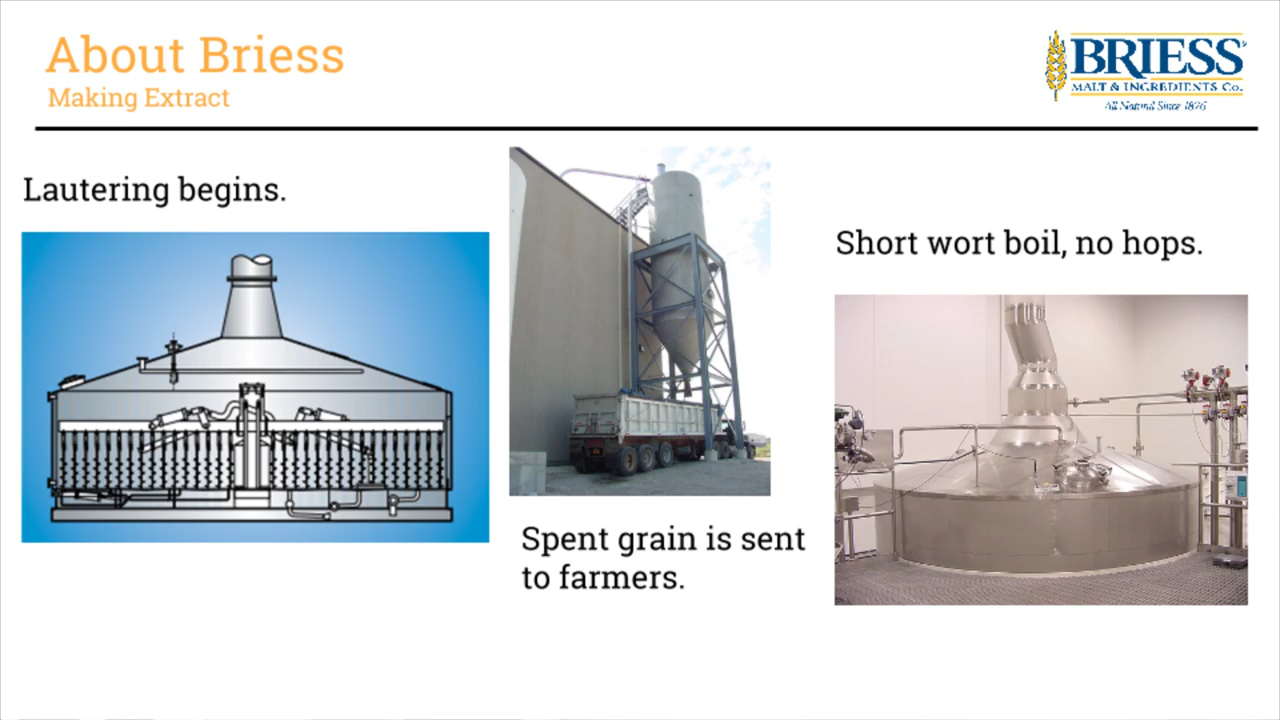 About Briess
Making Extract
BRIESS
MALT & INGREDIENTS Co.
All Natural Since 1876
Lautering begins.
Short wort boil, no hops.
Spent grain is sent
to farmers.